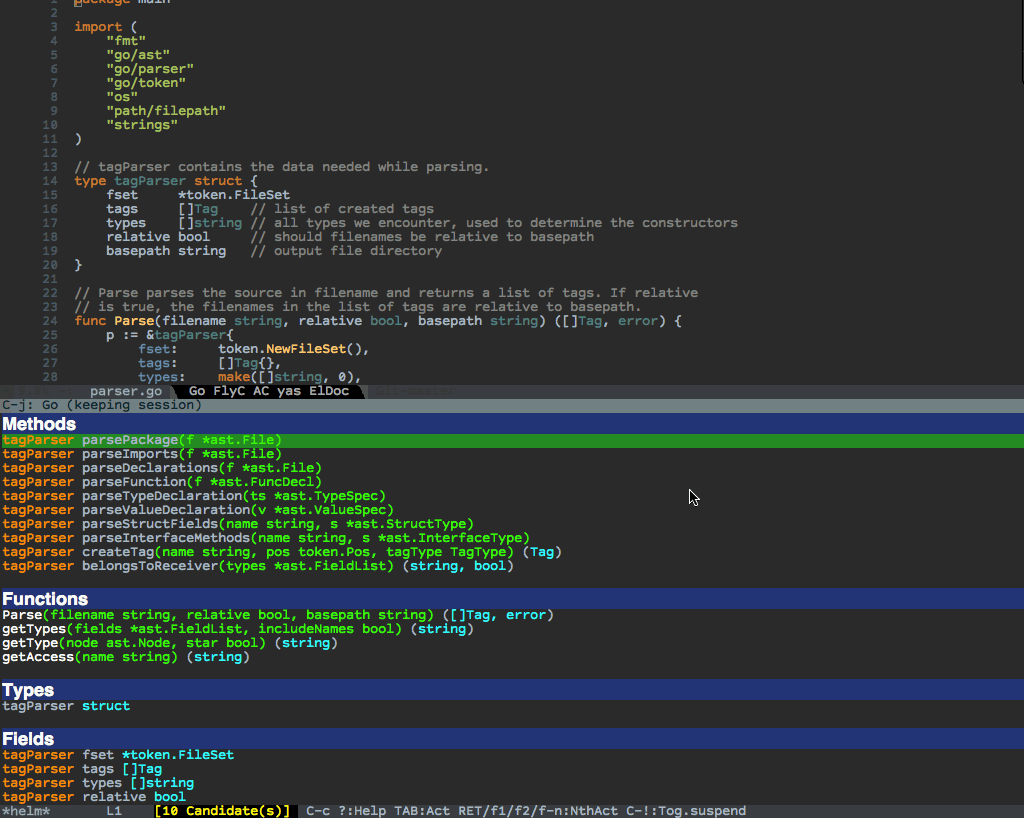 1 package main
2
3 import (
4 "fmt"
5 "go/ast"
6 "go/parser"
7 "go/token"
8 "os"
9 "path/filepath"
10 "strings"
11 )
12
13 // tagParser contains the data needed while parsing.
14 type tagParser struct {
15 fset *token.FileSet
16 tags []Tag // list of created tags
17 types []string // all types we encounter, used to determine the constructors
18 relative bool // should filenames be relative to basepath
19 basepath string // output file directory
20 }
21
22 // Parse parses the source in filename and returns a list of tags. If relative
23 // is true, the filenames in the list of tags are relative to basepath.
24 func Parse(filename string, relative bool, basepath string) ([]Tag, error) {
25 p := &tagParser{
26 fset: token.NewFileSet(),
27 tags: []Tag{},
28 types: make([]string, 0),
parser.go Go FlyC AC yas ElDoc
C-j: Go (keeping session)
Methods
tagParser parsePackage(f *ast.File)
tagParser parseImports(f *ast.File)
tagParser parseDeclarations(f *ast.File)
tagParser parseFunction(f *ast.FuncDecl)
tagParser parseTypeDeclaration(ts *ast.TypeSpec)
tagParser parseValueDeclaration(v *ast.ValueSpec)
tagParser parseStructFields(name string, s *ast.StructType)
tagParser parseInterfaceMethods(name string, s *ast.InterfaceType)
tagParser createTag(name string, pos token.Pos, tagType TagType) (Tag)
tagParser belongsToReceiver(types *ast.FieldList) (string, bool)
Functions
Parse(filename string, relative bool, basepath string) ([]Tag, error)
getTypes(fields *ast.FieldList, includeNames bool) (string)
getType(node ast.Node, star bool) (string)
getAccess(name string) (string)
Types
tagParser struct
Fields
tagParser fset *token.FileSet
tagParser tags []Tag
tagParser types []string
tagParser relative bool
*helm* L1 [10 Candidate(s)] C-c ?:Help TAB:Act RET/f1/f2/f-n:NthAct C-!:Tog.suspend